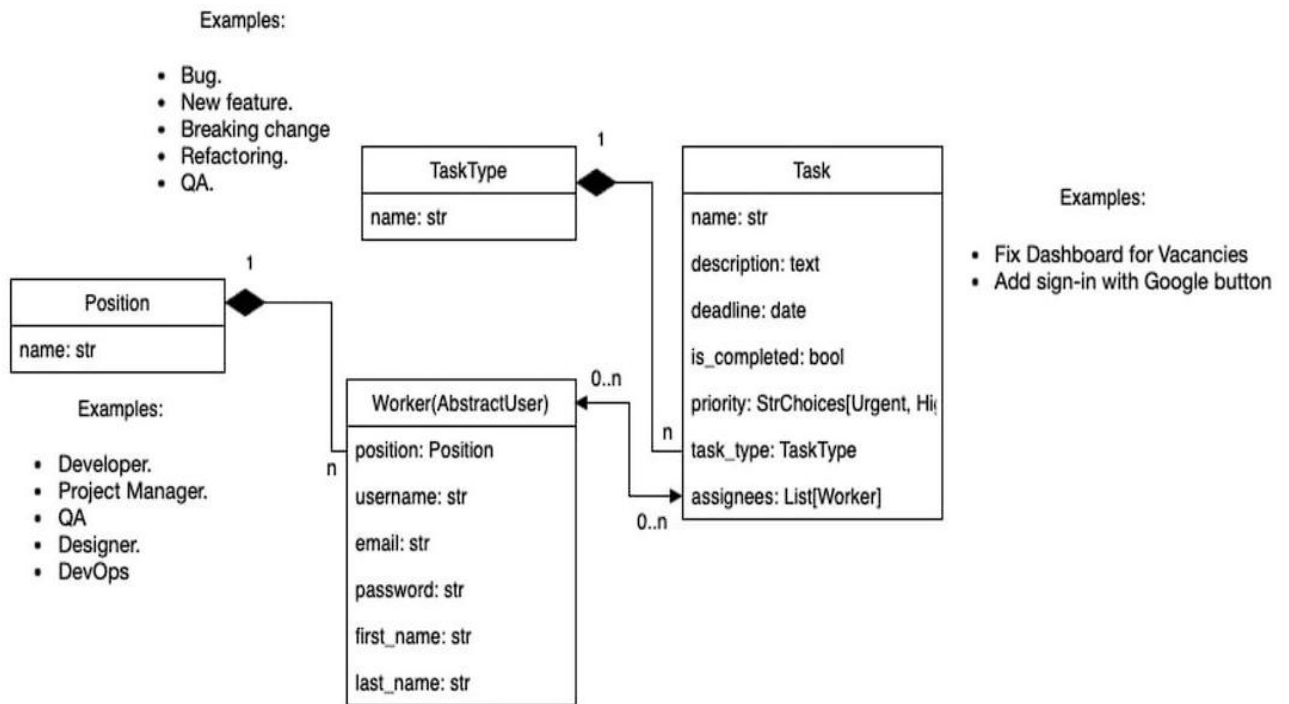 Examples:
• Bug.
• New feature.
• Breaking change
• Refactoring.
• QA.
1
TaskType
name: str
Task
name: str
description: text
deadline: date
is_completed: bool
priority: StrChoices[Urgent,
task_type: TaskType
assignees: List[Worker]
n
Examples:
• Fix Dashboard for Vacancies
• Add sign-in with Google button
1
Position
name: str
Examples:
• Developer.
• Project Manager.
• QA
• Designer.
• DevOps
n
0..n
Worker(AbstractUser)
position: Position
username: str
email: str
password: str
first_name: str
last_name: str
0..n